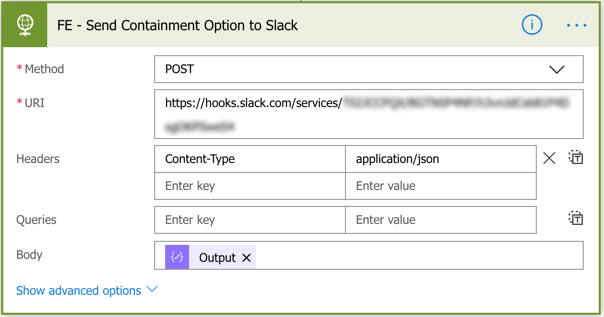 FE - Send Containment Option to Slack
* Method
POST
* URI
https://hooks.slack.com/services/
Headers
Content-Type
application/json
Enter key
Enter value
Queries
Enter key
Enter value
Body
Output
Show advanced options